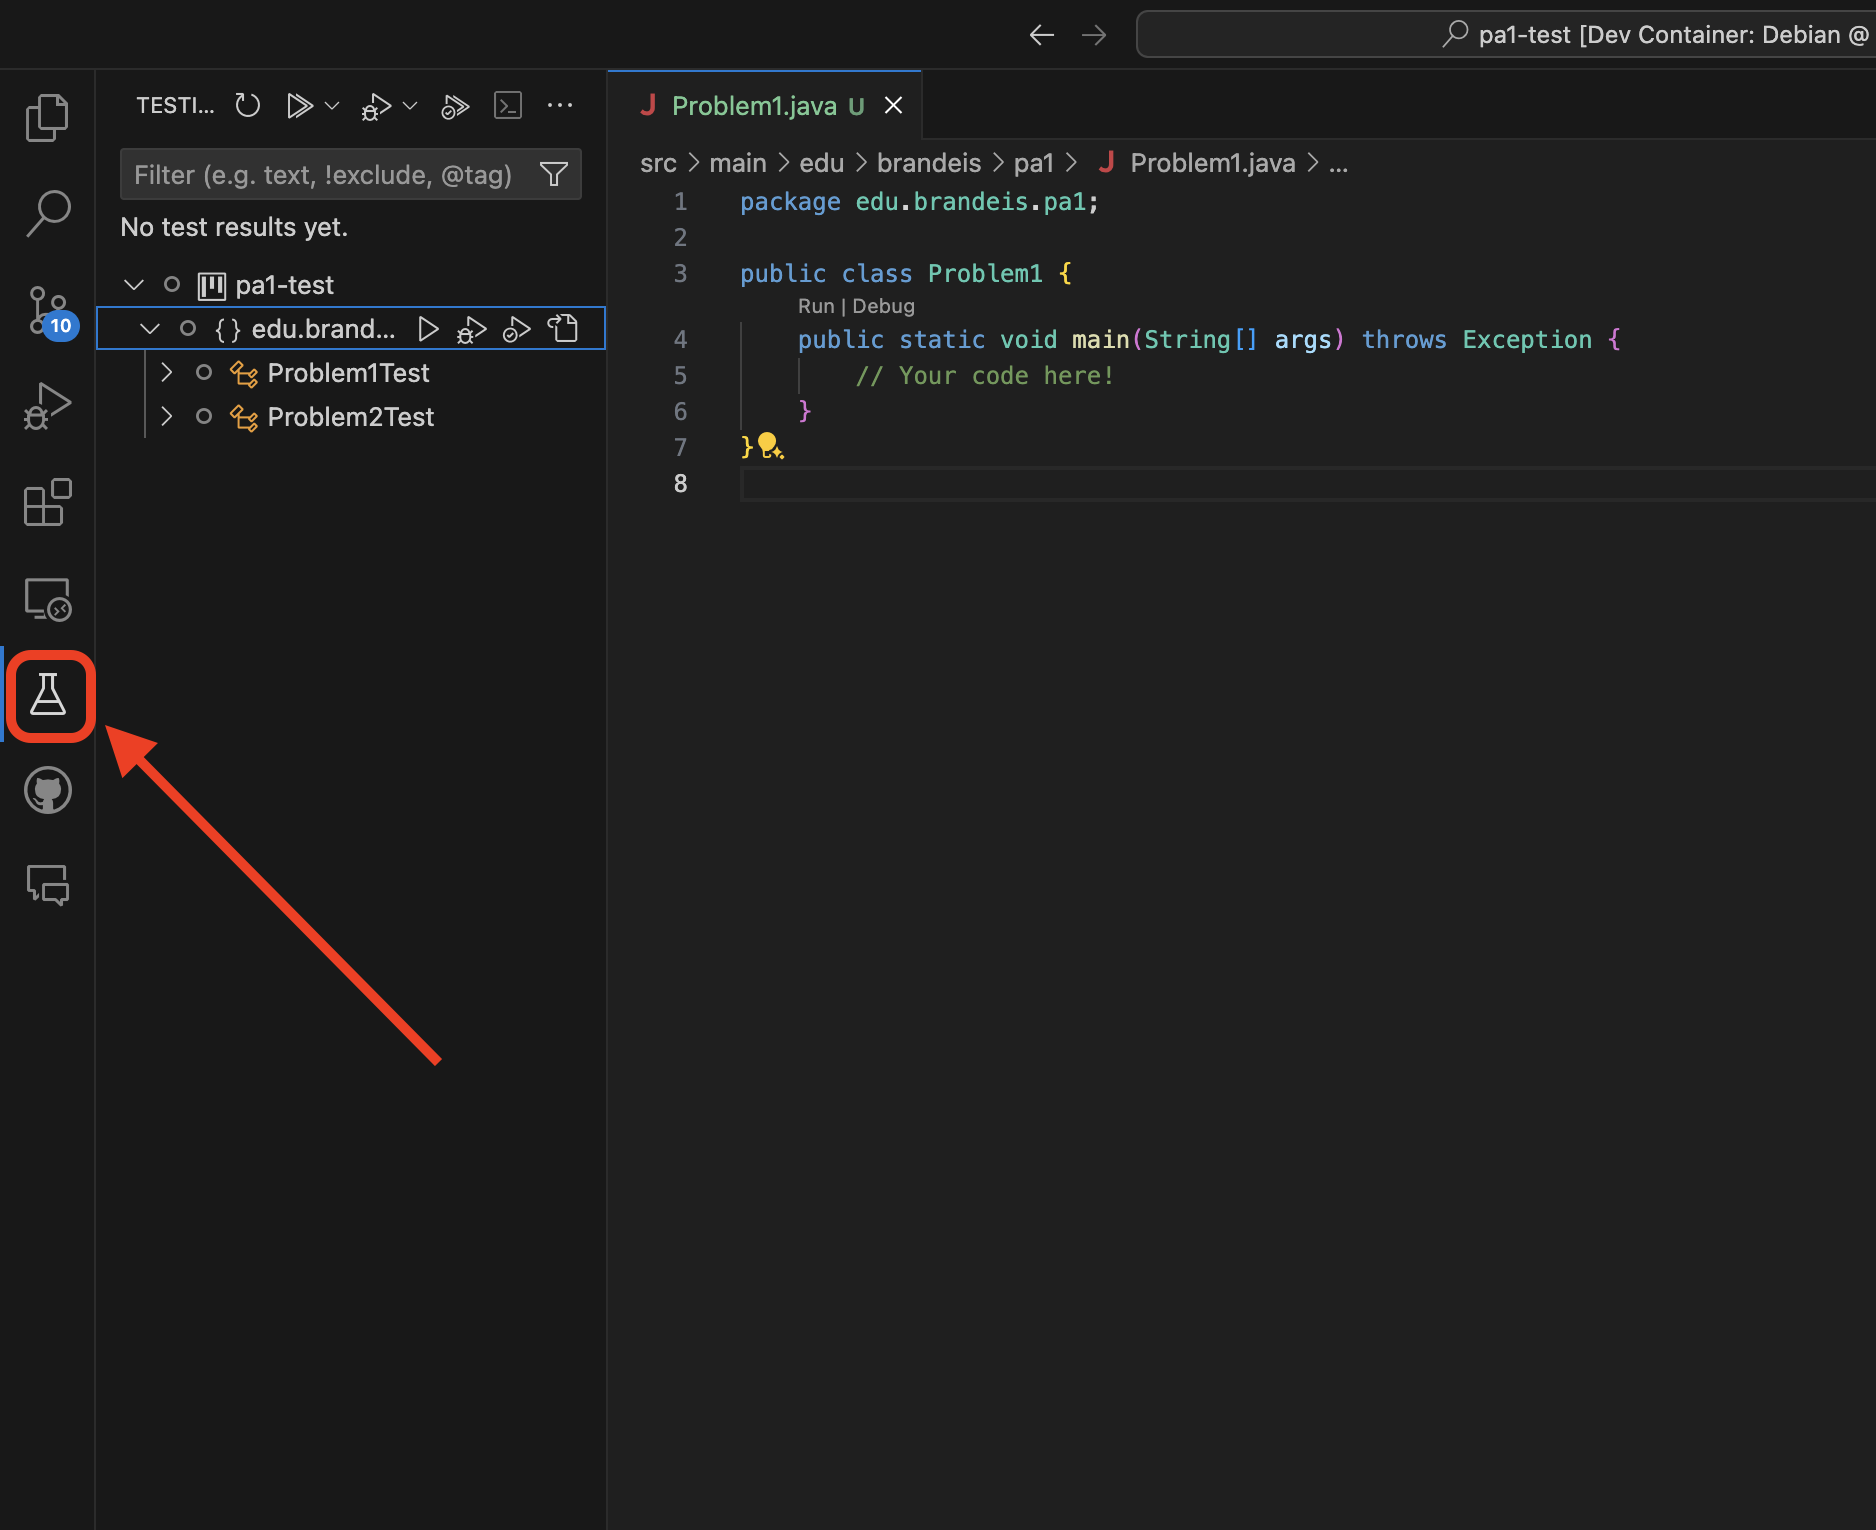 pa1-test [Dev Container: Debian @
TESTI...
Problem1.java U
Filter (e.g. text, !exclude, @tag)
src > main > edu > brandeis > pa1 > J Problem1.java > ...
No test results yet.
pa1-test
{} edu.brand...
Problem1Test
Problem2Test
10
1 package edu.brandeis.pa1;
2
3 public class Problem1 {
Run | Debug
4 public static void main(String[] args) throws Exception {
5 // Your code here!
6 }
7 }
8